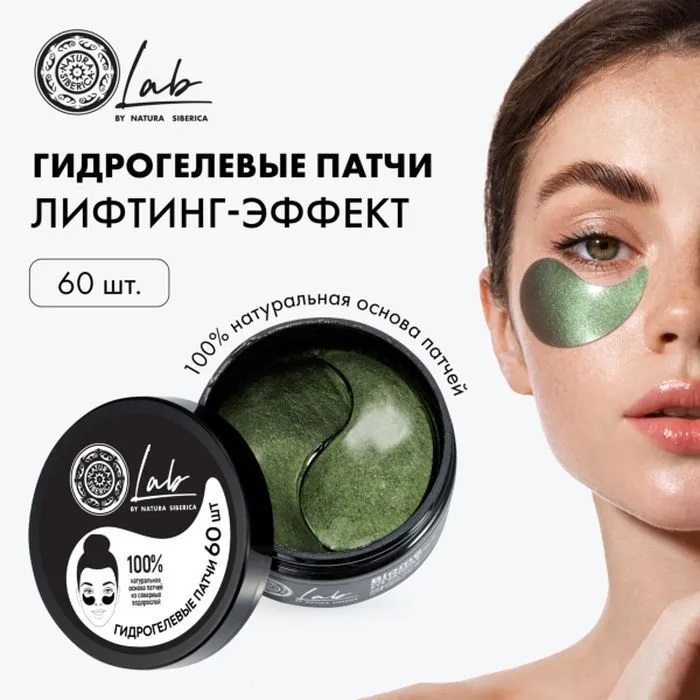 NATURA SIBERICA
Lab
BY NATURA SIBERICA
ГИДРОГЕЛЕВЫЕ ПАТЧИ
ЛИФТИНГ-ЭФФЕКТ
60 шт.
100% натуральная основа патчей
NATURA SIBERICA
Lab
BY NATURA SIBERICA
100%
натуральная
основа патчей
из северных
водорослей
ГИДРОГЕЛЕВЫЕ ПАТЧИ 60 ШТ
Lab